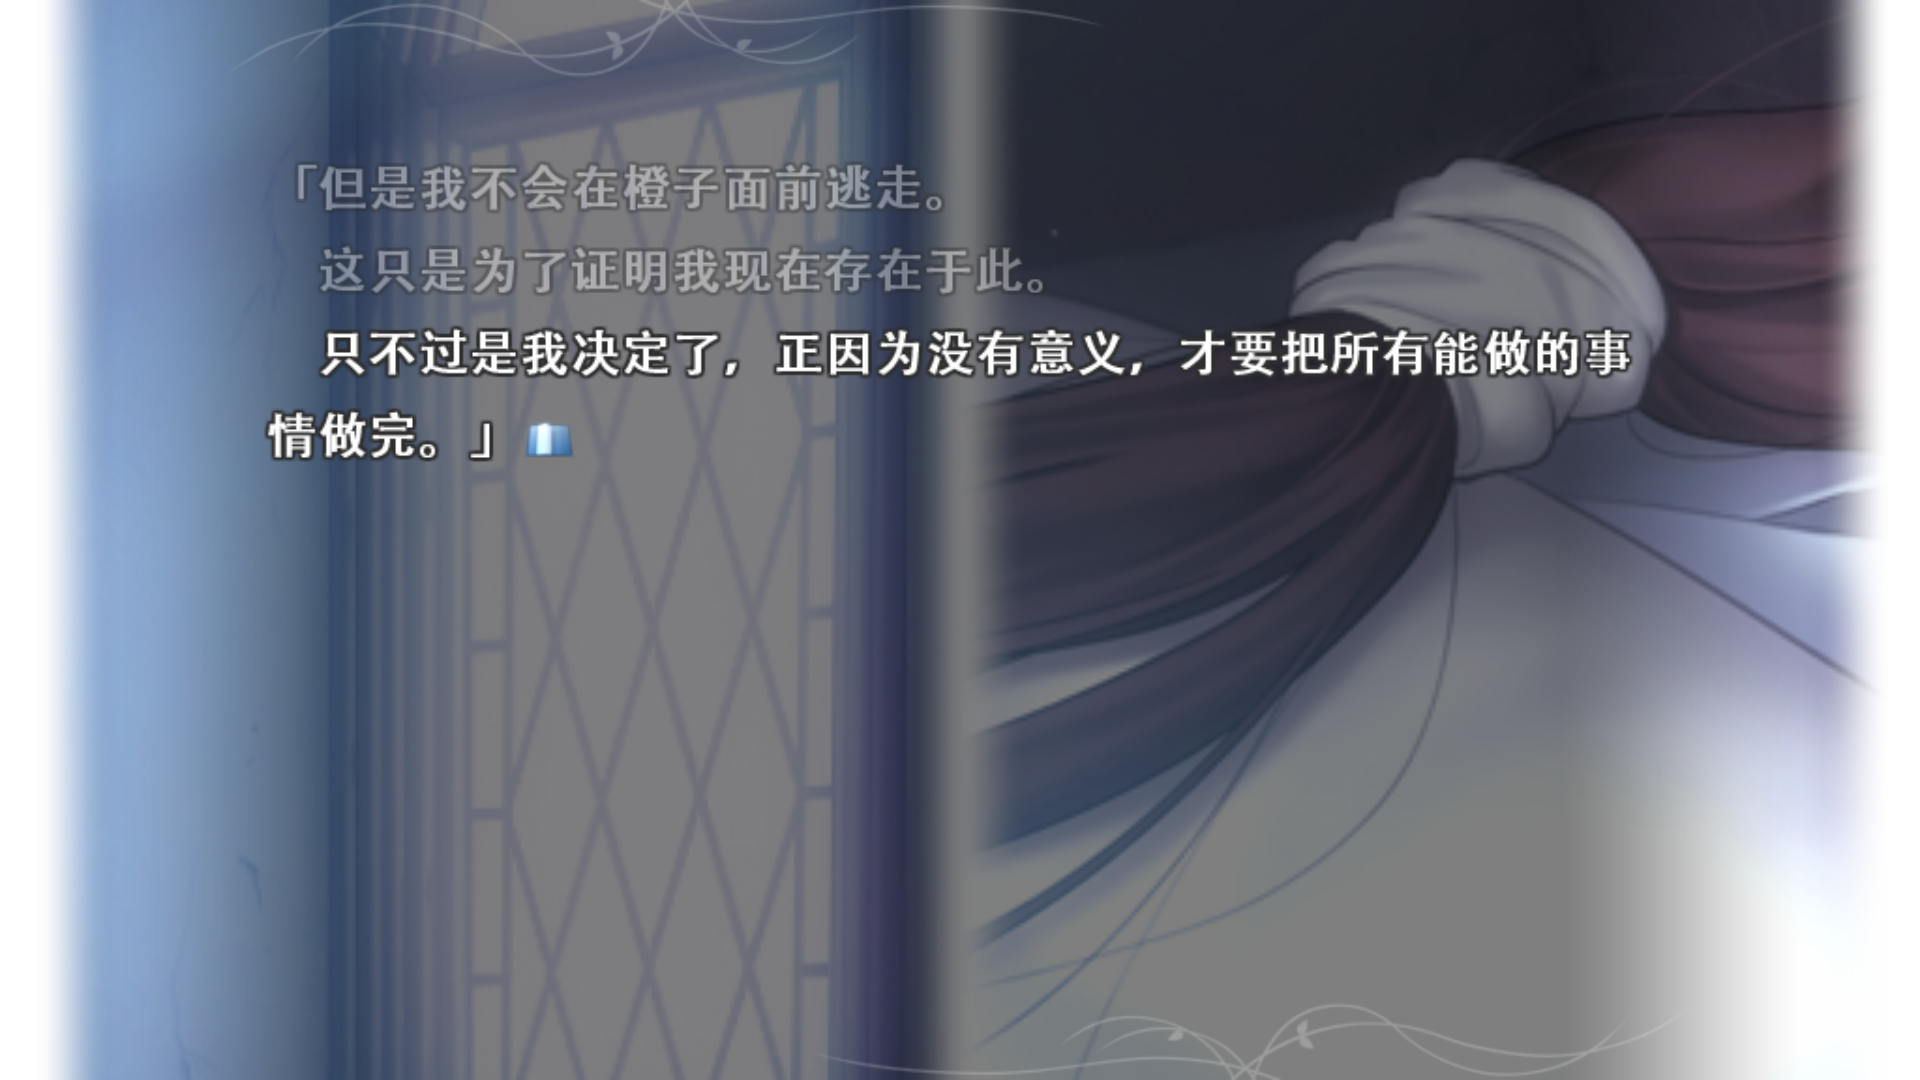 「但是我不会在橙子面前逃走。
这只是为了证明我现在存在于此。
只不过是我决定了，正因为没有意义，才要把所有能做的事
情做完。」